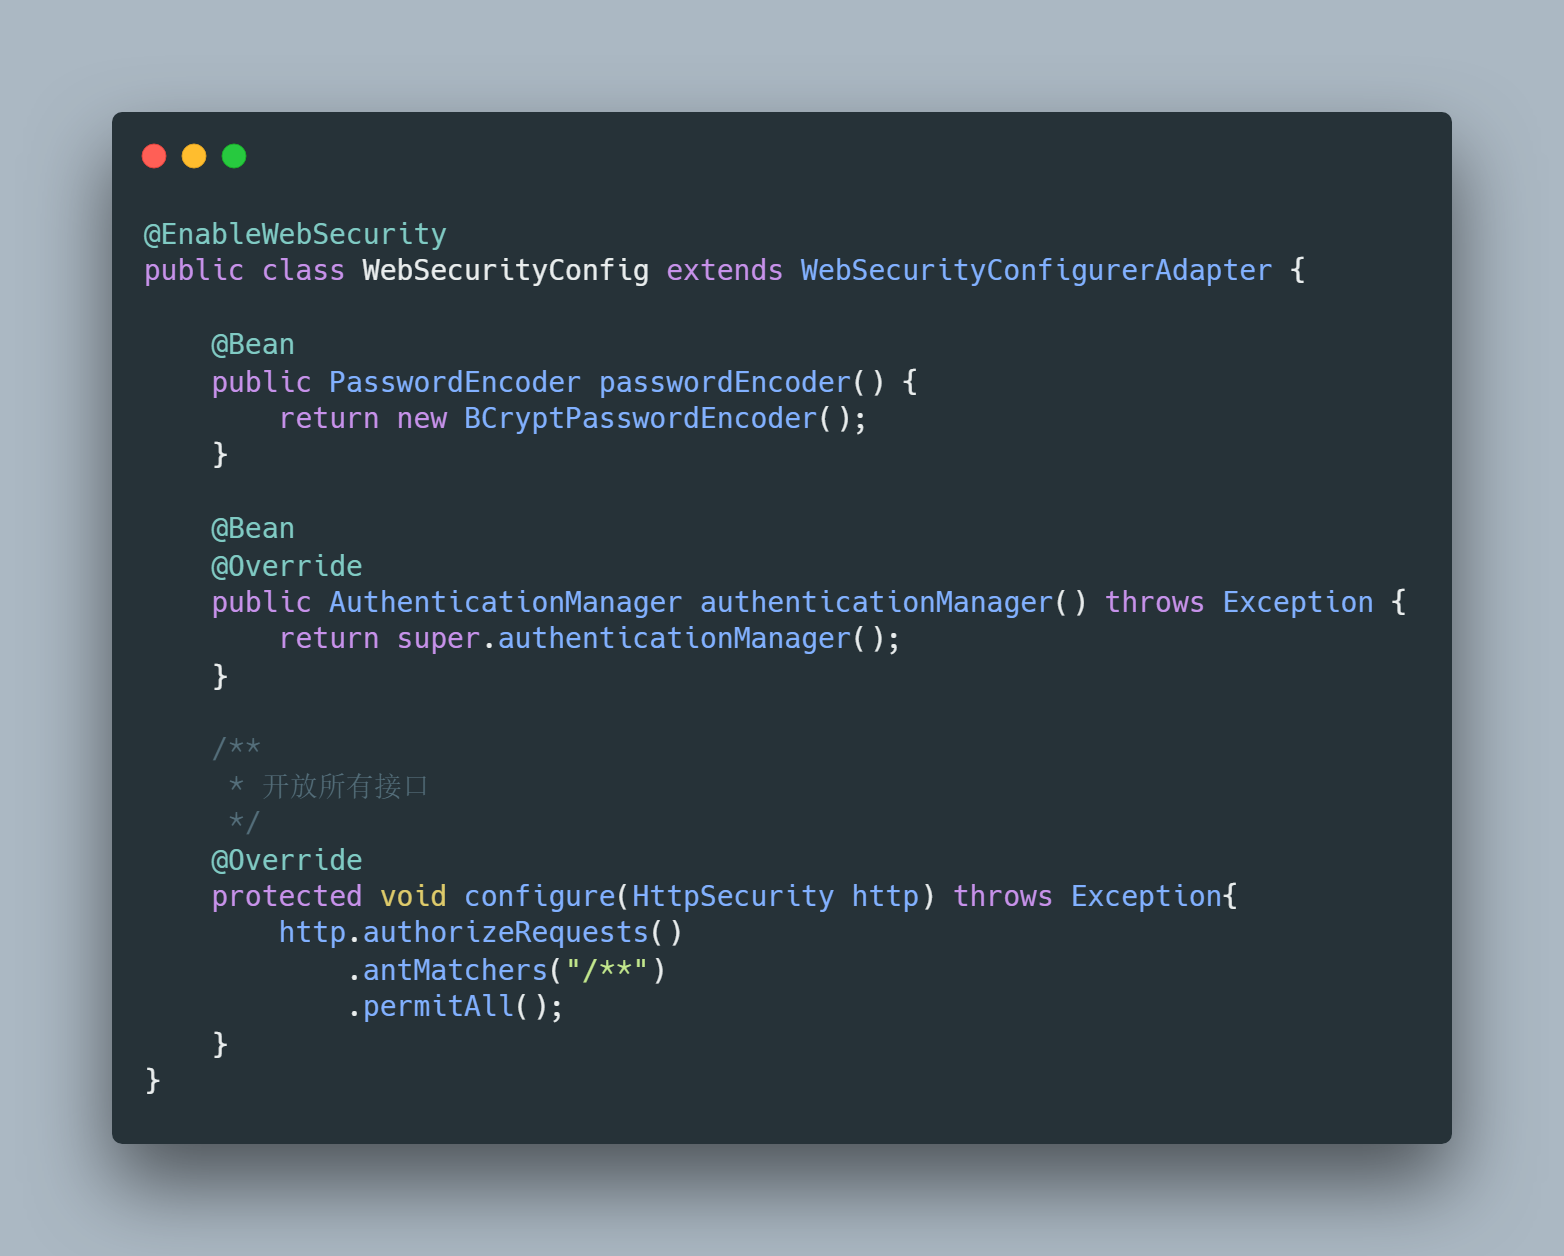 @EnableWebSecurity
public class WebSecurityConfig extends WebSecurityConfigurerAdapter {
    @Bean
    public PasswordEncoder passwordEncoder() {
        return new BCryptPasswordEncoder();
    }
    @Bean
    @Override
    public AuthenticationManager authenticationManager() throws Exception {
        return super.authenticationManager();
    }
    /**
     * 开放所有接口
     */
    @Override
    protected void configure(HttpSecurity http) throws Exception{
        http.authorizeRequests()
            .antMatchers("/**")
            .permitAll();
    }
}